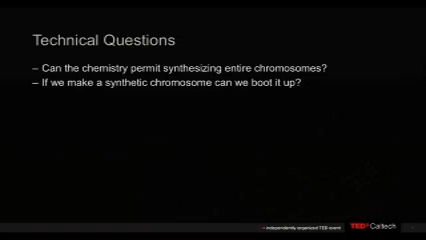 Technical Questions
– Can the chemistry permit synthesizing entire chromosomes?
– If we make a synthetic chromosome can we boot it up?
x = independently organized TED event
TEDx Caltech